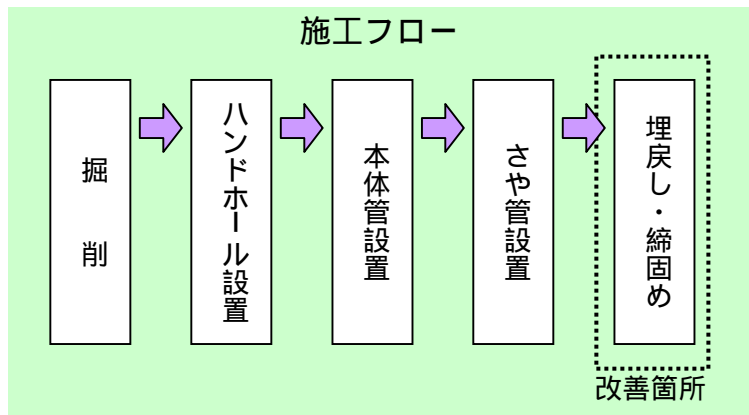 施工フロー
掘　削
ハンドホール設置
本体管設置
さや管設置
埋戻し・締固め
改善箇所